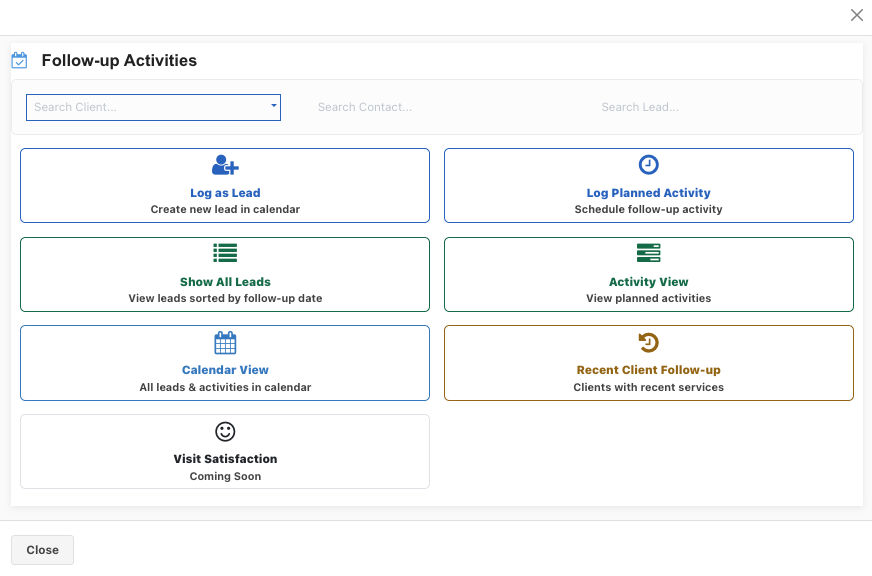 Follow-up Activities
Search Client...
Search Contact...
Search Lead...
Log as Lead
Create new lead in calendar
Log Planned Activity
Schedule follow-up activity
Show All Leads
View leads sorted by follow-up date
Activity View
View planned activities
Calendar View
All leads & activities in calendar
Recent Client Follow-up
Clients with recent services
Visit Satisfaction
Coming Soon
Close